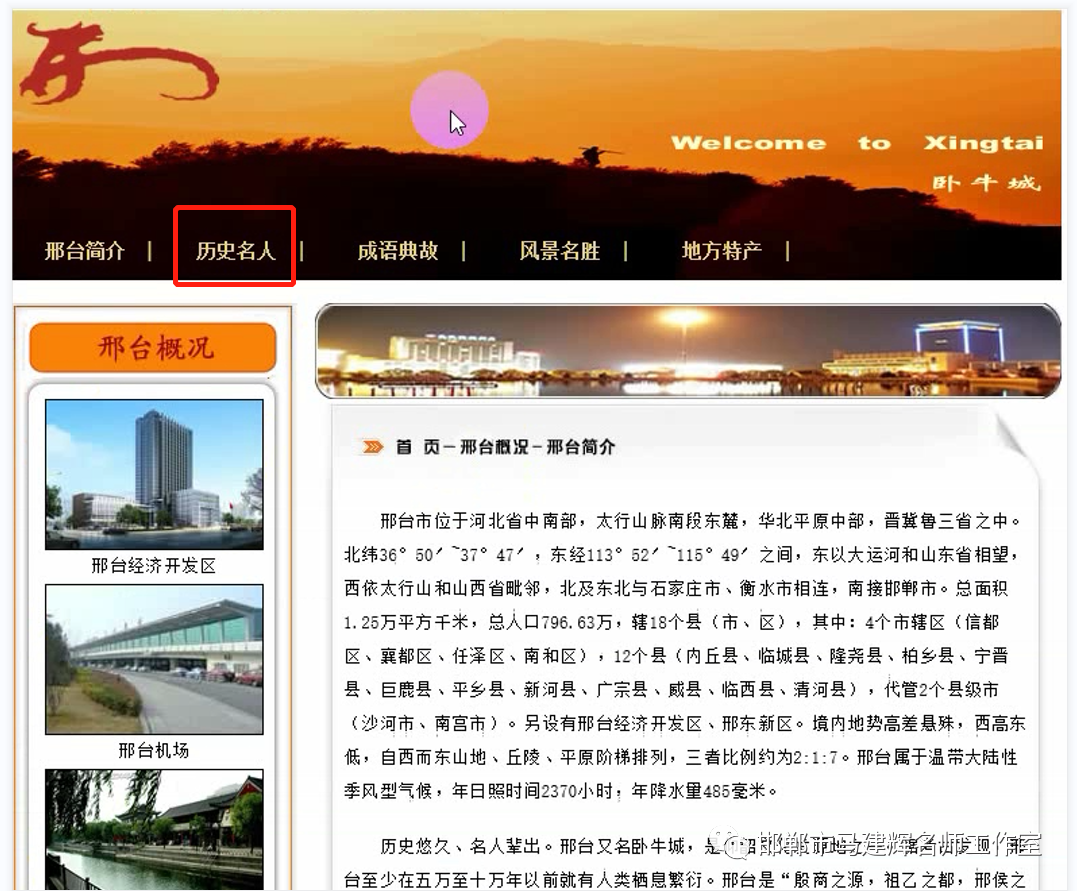 邢
Welcome to Xingtai
卧牛城
邢台简介 | 历史名人 | 成语典故 | 风景名胜 | 地方特产 |
邢台概况
邢台经济开发区
邢台机场
首 页－邢台概况－邢台简介
邢台市位于河北省中南部，太行山脉南段东麓，华北平原中部，晋冀鲁三省之中。
北纬36°50′~37°47′，东经113°52′~115°49′之间，东以大运河和山东省相望，
西依太行山和山西省毗邻，北及东北与石家庄市、衡水市相连，南接邯郸市。总面积
1.25万平方千米，总人口796.63万，辖18个县（市、区），其中：4个市辖区（信都
区、襄都区、任泽区、南和区），12个县（内丘县、临城县、隆尧县、柏乡县、宁晋
县、巨鹿县、平乡县、新河县、广宗县、威县、临西县、清河县），代管2个县级市
（沙河市、南宫市）。另设有邢台经济开发区、邢东新区。境内地势高差悬殊，西高东
低，自西而东山地、丘陵、平原阶梯排列，三者比例约为2:1:7。邢台属于温带大陆性
季风型气候，年日照时间2370小时；年降水量485毫米。
历史悠久、名人辈出。邢台又名卧牛城，是
台至少在五万至十万年以前就有人类栖息繁衍。邢台是“殷商之源，祖乙之都，邢侯之
邯郸市马建辉名师工作室